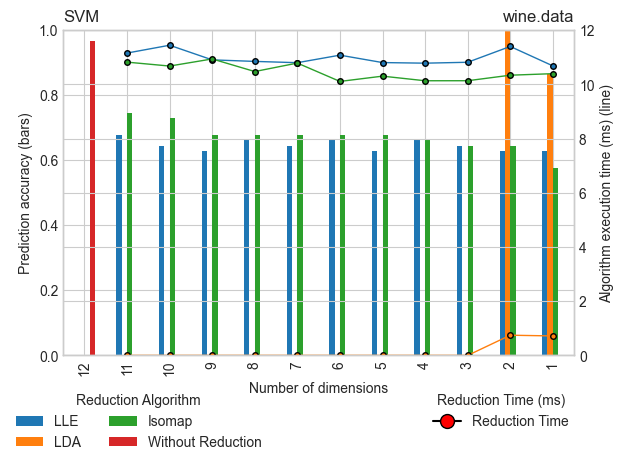 SVM wine.data
1.0 12
0.8 10
0.6 8
0.4 6
0.2 4
0.0 2
0
Prediction accuracy (bars)
Algorithm execution time (ms) (line)
12 11 10 9 8 7 6 5 4 3 2 1
Number of dimensions
Reduction Algorithm Reduction Time (ms)
LLE Isomap Reduction Time
LDA Without Reduction